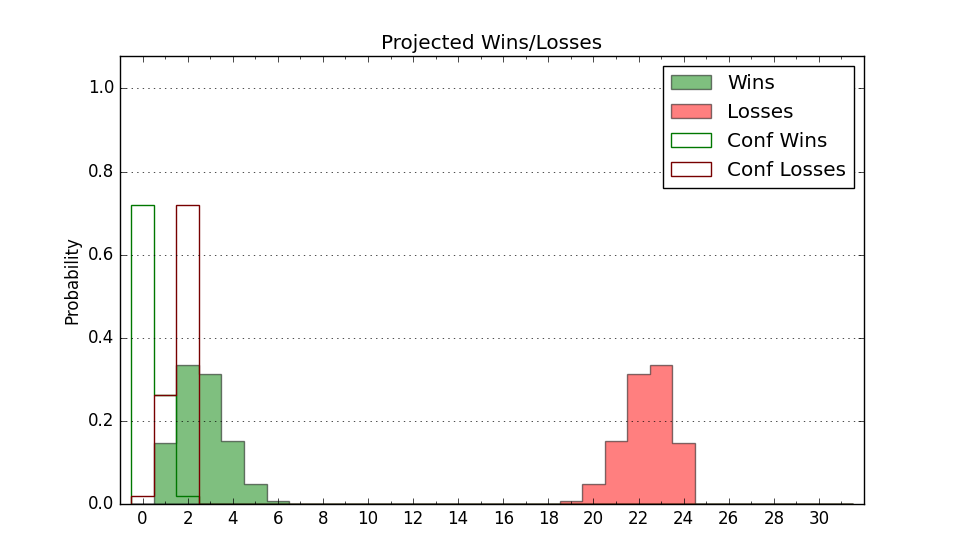 Projected Wins/Losses
Wins
Losses
Conf Wins
Conf Losses
Probability
1.0
0.8
0.6
0.4
0.2
0.0
0 2 4 6 8 10 12 14 16 18 20 22 24 26 28 30